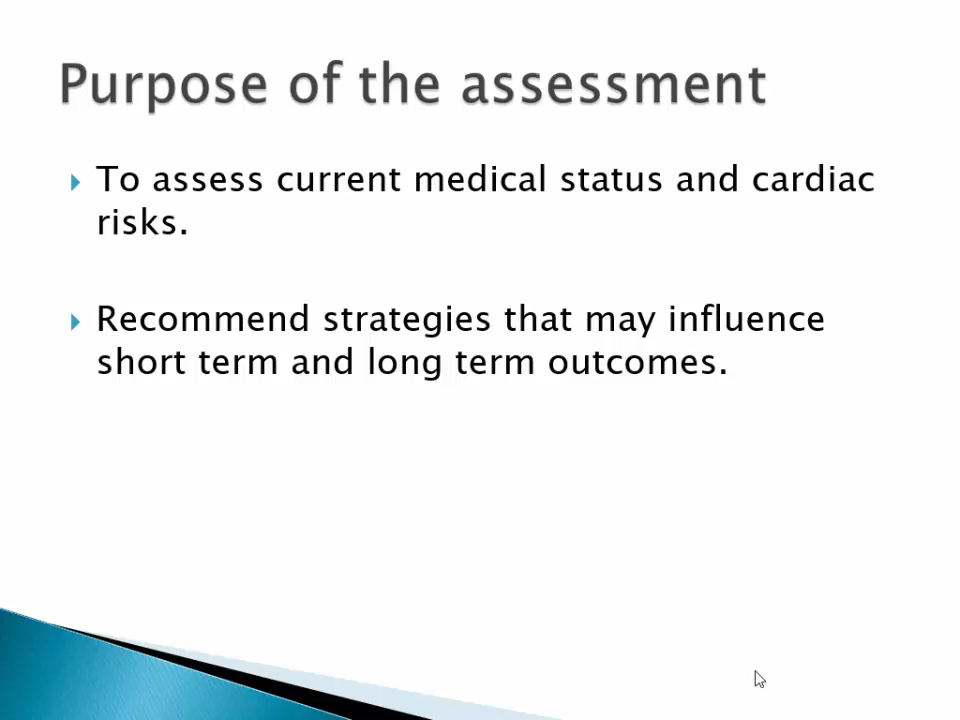 Purpose of the assessment
To assess current medical status and cardiac
risks.
Recommend strategies that may influence
short term and long term outcomes.